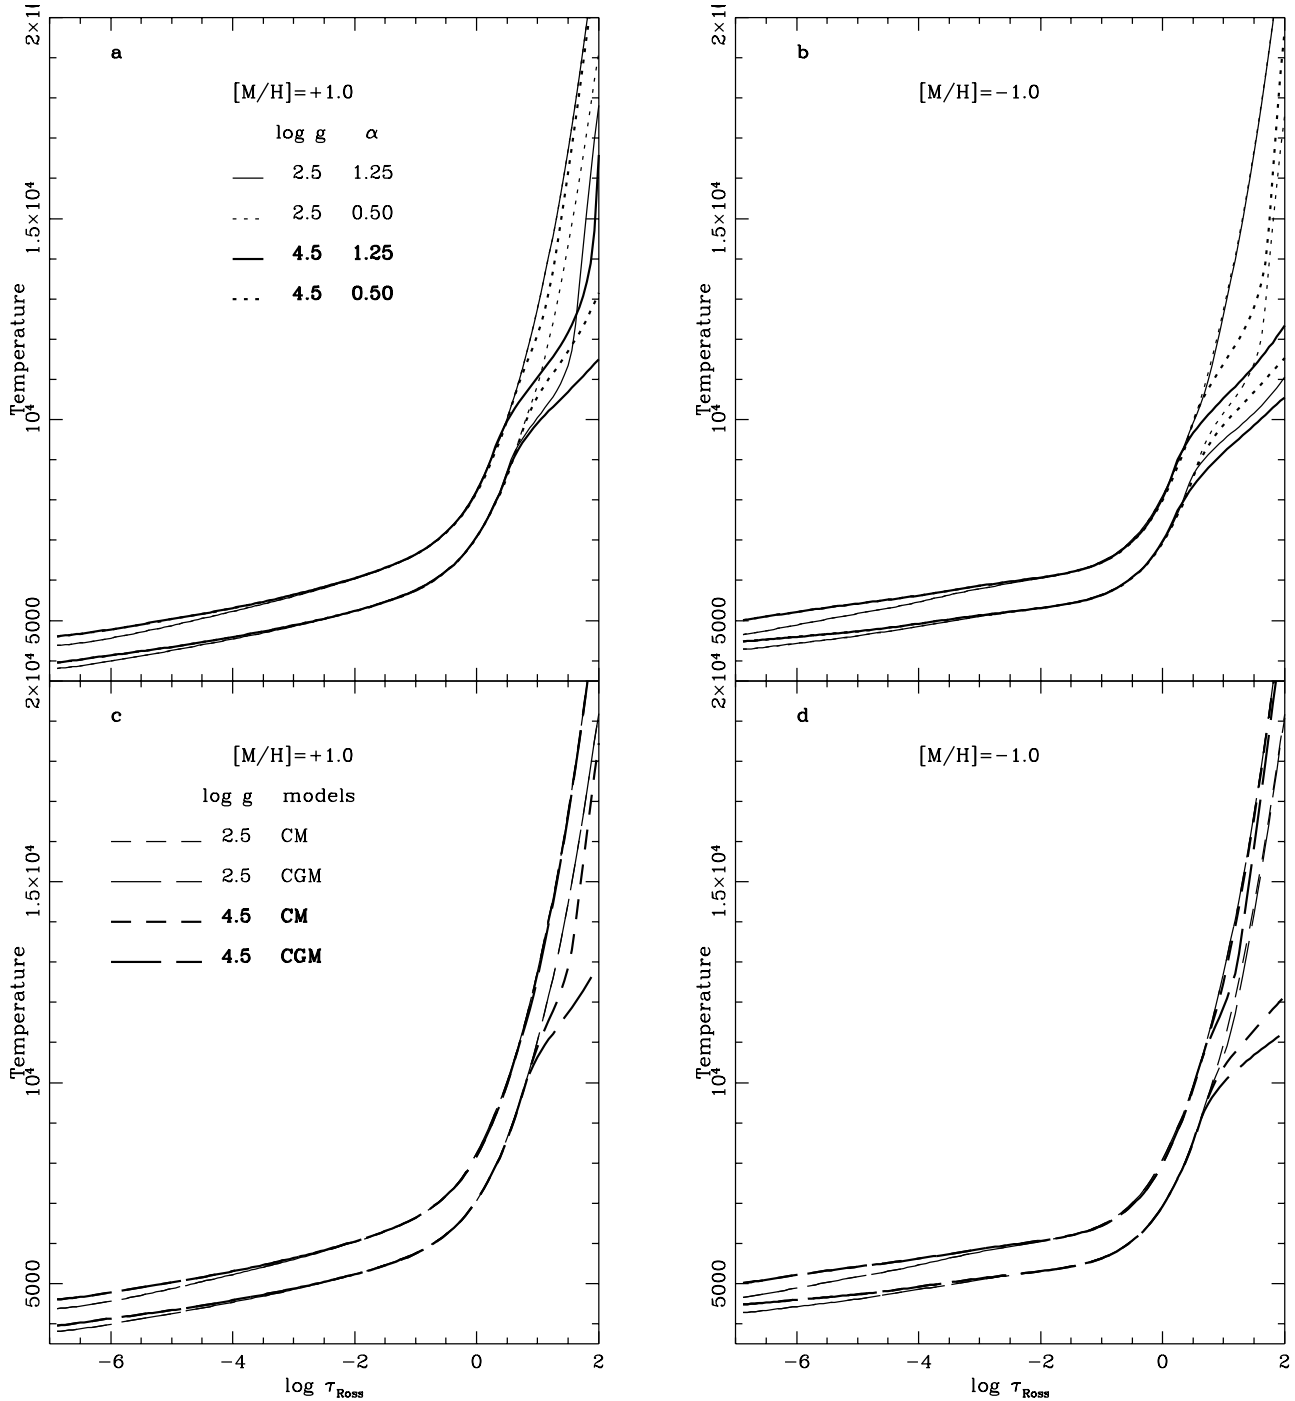 a
[M/H]=+1.0
log g α
2.5 1.25
2.5 0.50
4.5 1.25
4.5 0.50
Temperature
5000
10⁴
1.5×10⁴
b
[M/H]=−1.0
Temperature
5000
10⁴
1.5×10⁴
c
[M/H]=+1.0
log g models
2.5 CM
2.5 CGM
4.5 CM
4.5 CGM
Temperature
5000
10⁴
1.5×10⁴
2×10⁴
−6 −4 −2 0 2
log τRoss
d
[M/H]=−1.0
Temperature
5000
10⁴
1.5×10⁴
2×10⁴
−6 −4 −2 0 2
log τRoss